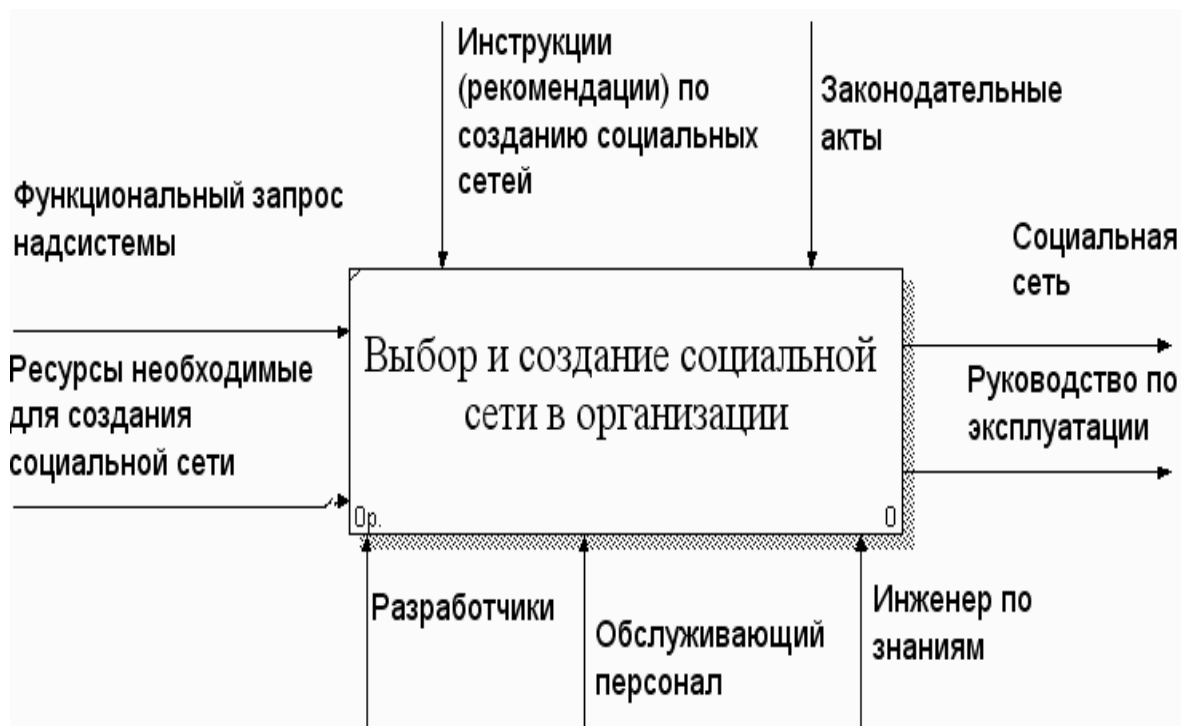 Инструкции
(рекомендации) по
созданию социальных
сетей
Законодательные
акты
Функциональный запрос
надсистемы
Ресурсы необходимые
для создания
социальной сети
Выбор и создание социальной
сети в организации
0р.
0
Социальная
сеть
Руководство по
эксплуатации
Разработчики
Обслуживающий
персонал
Инженер по
знаниям